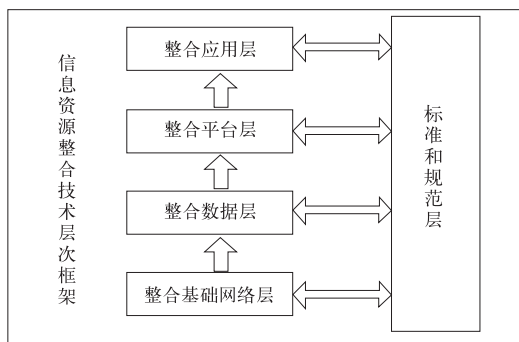 信息资源整合技术层次框架
整合应用层
整合平台层
整合数据层
整合基础网络层
标准和规范层